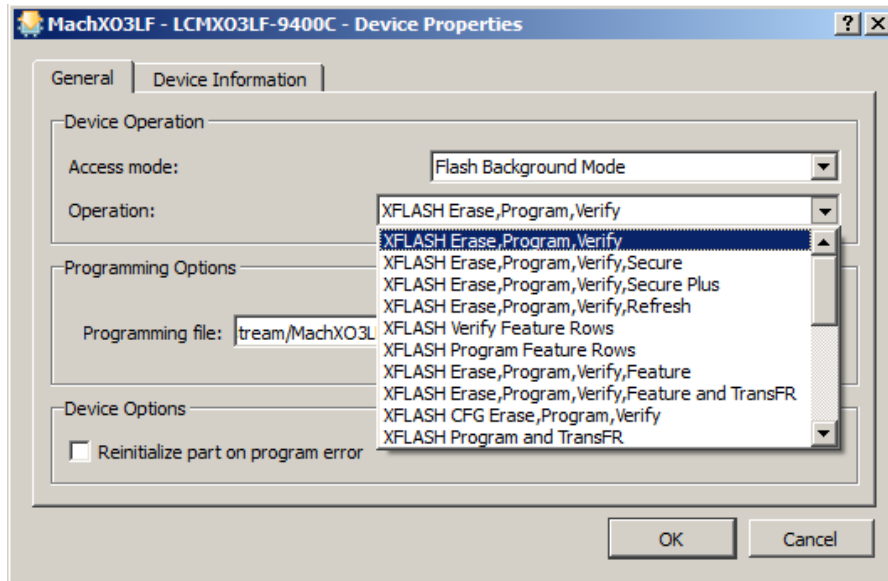 MachXO3LF - LCMXO3LF-9400C - Device Properties
General
Device Information
Device Operation
Access mode:
Flash Background Mode
Operation:
XFLASH Erase,Program,Verify
XFLASH Erase,Program,Verify
XFLASH Erase,Program,Verify,Secure
XFLASH Erase,Program,Verify,Secure Plus
XFLASH Erase,Program,Verify,Refresh
XFLASH Verify Feature Rows
XFLASH Program Feature Rows
XFLASH Erase,Program,Verify,Feature
XFLASH Erase,Program,Verify,Feature and TransFR
XFLASH CFG Erase,Program,Verify
XFLASH Program and TransFR
Programming Options
Programming file:
tream/MachXO3L
Device Options
Reinitialize part on program error
OK
Cancel